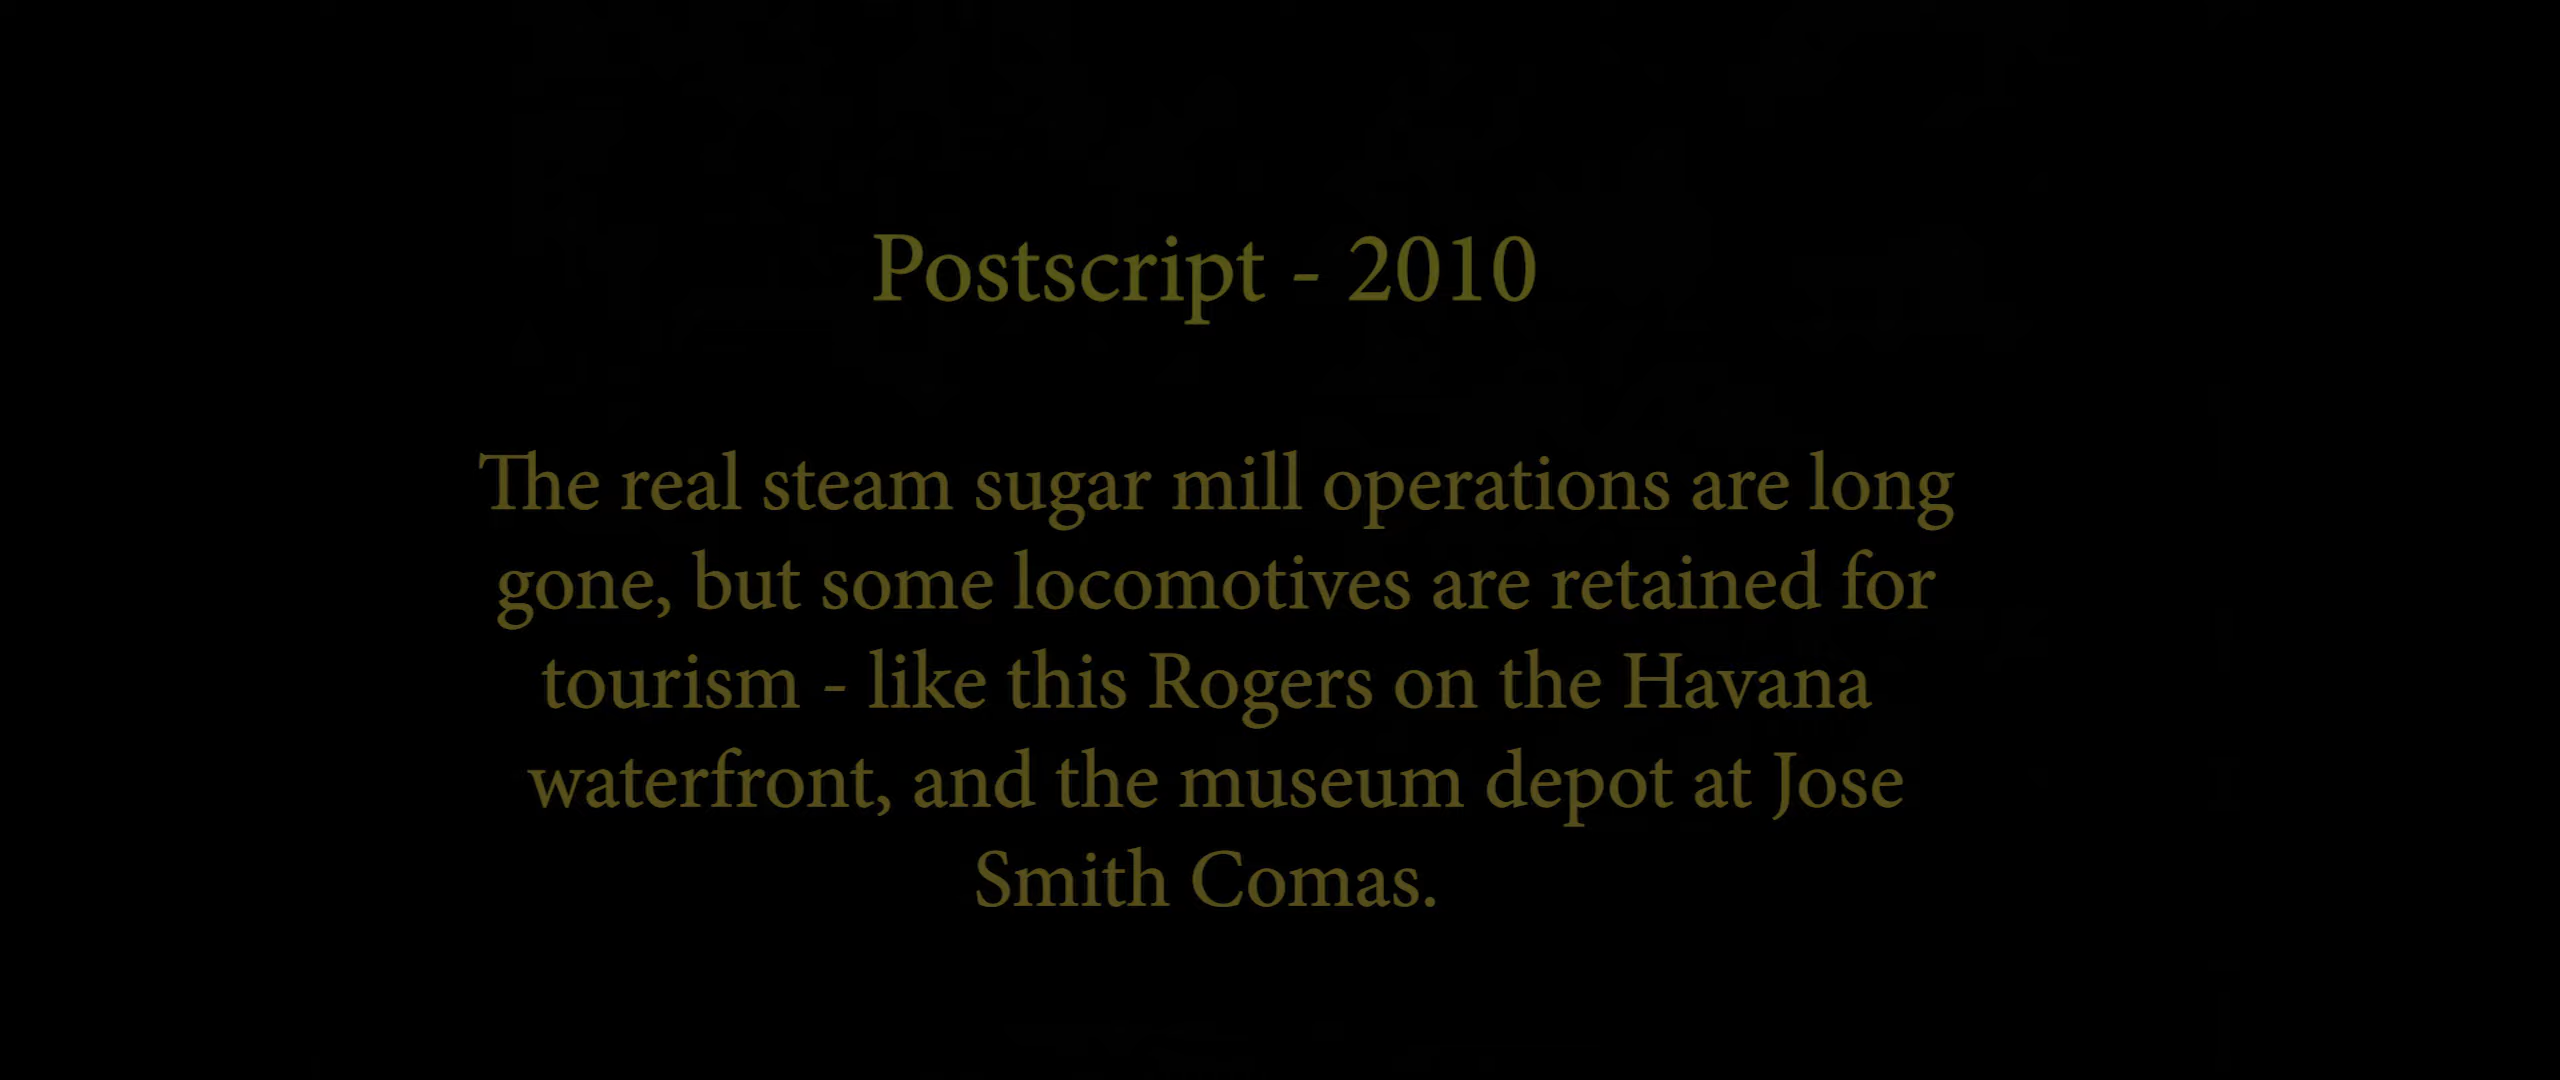 Postscript - 2010
The real steam sugar mill operations are long
gone, but some locomotives are retained for
tourism - like this Rogers on the Havana
waterfront, and the museum depot at Jose
Smith Comas.